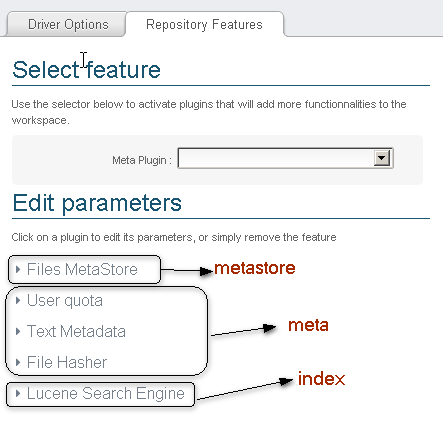 Driver Options
Repository Features
Select feature
Use the selector below to activate plugins that will add more functionnalities to the
workspace.
Meta Plugin :
Edit parameters
Click on a plugin to edit its parameters, or simply remove the feature
Files MetaStore
metastore
User quota
Text Metadata
meta
File Hasher
Lucene Search Engine
index